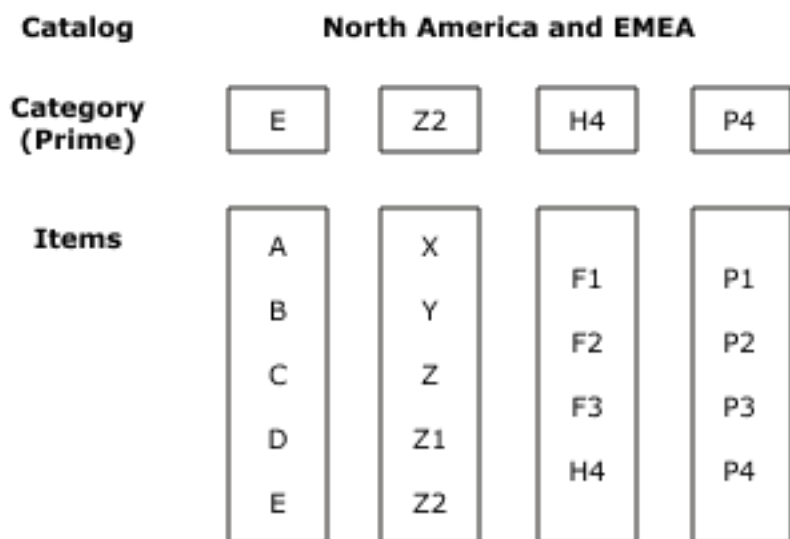 Catalog North America and EMEA
Category
(Prime)
E Z2 H4 P4
Items
A X
F1 P1
B Y
F2 P2
C Z
F3 P3
D Z1
H4 P4
E Z2